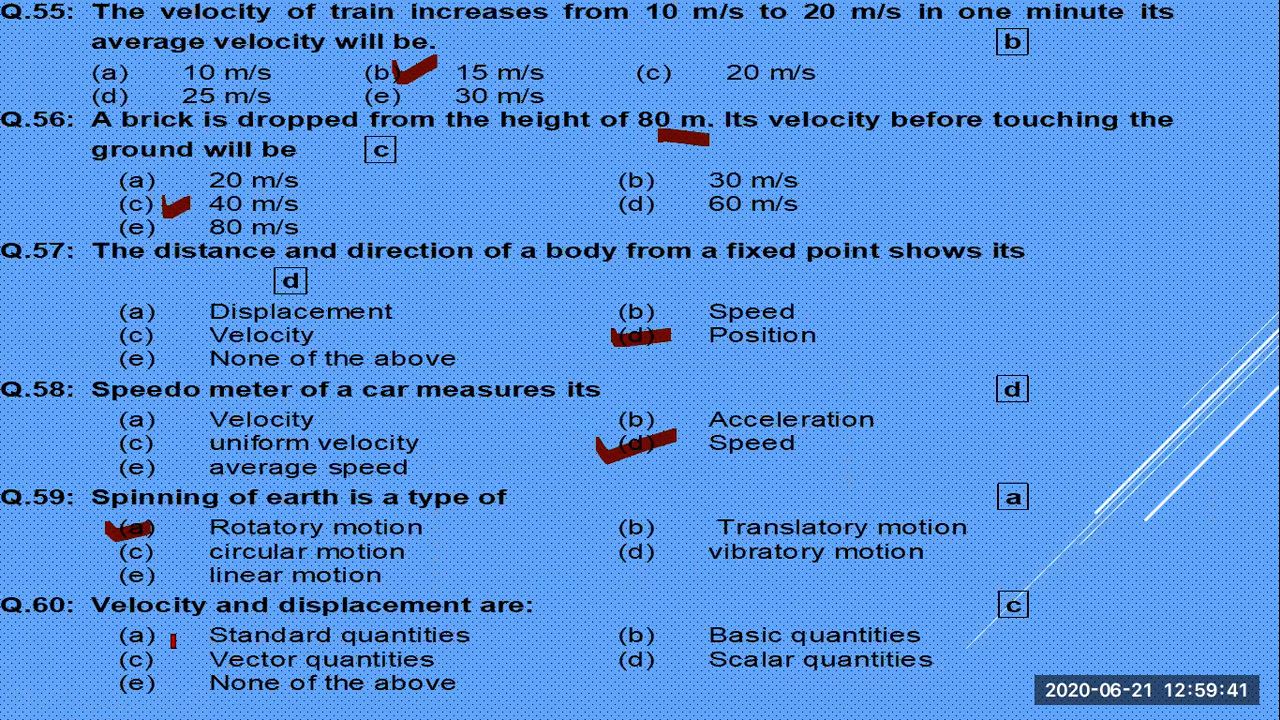 Q.55: The velocity of train increases from 10 m/s to 20 m/s in one minute its
average velocity will be. b
(a) 10 m/s (b) 15 m/s (c) 20 m/s
(d) 25 m/s (e) 30 m/s
Q.56: A brick is dropped from the height of 80 m. Its velocity before touching the
ground will be c
(a) 20 m/s (b) 30 m/s
(c) 40 m/s (d) 60 m/s
(e) 80 m/s
Q.57: The distance and direction of a body from a fixed point shows its
d
(a) Displacement (b) Speed
(c) Velocity (d) Position
(e) None of the above
Q.58: Speedo meter of a car measures its d
(a) Velocity (b) Acceleration
(c) uniform velocity (d) Speed
(e) average speed
Q.59: Spinning of earth is a type of a
(a) Rotatory motion (b) Translatory motion
(c) circular motion (d) vibratory motion
(e) linear motion
Q.60: Velocity and displacement are: c
(a) Standard quantities (b) Basic quantities
(c) Vector quantities (d) Scalar quantities
(e) None of the above
2020-06-21 12:59:41